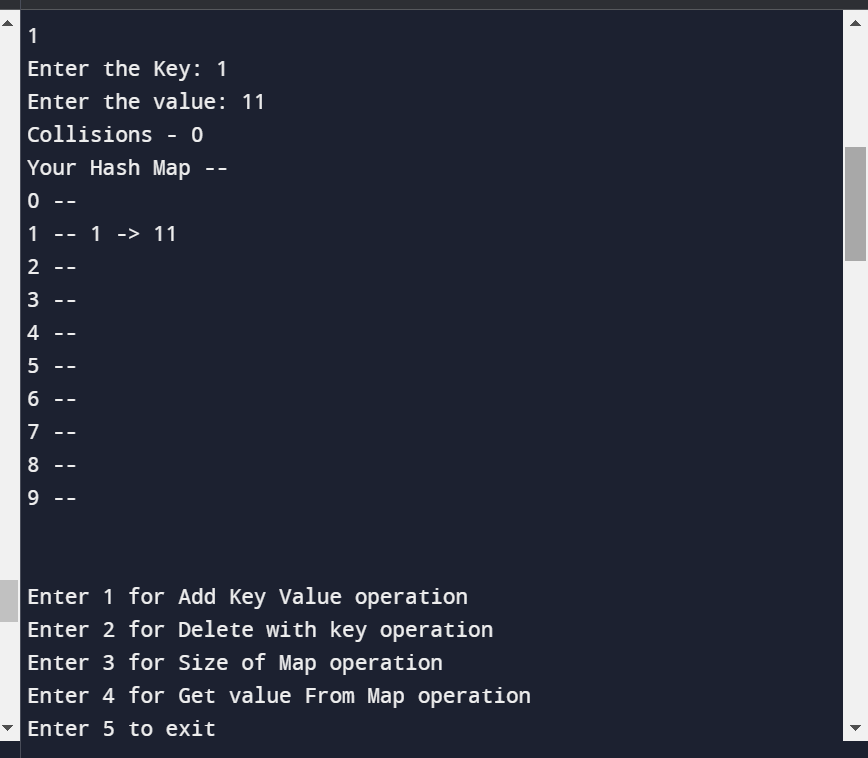 1
Enter the Key: 1
Enter the value: 11
Collisions - 0
Your Hash Map --
0 --
1 -- 1 -> 11
2 --
3 --
4 --
5 --
6 --
7 --
8 --
9 --
Enter 1 for Add Key Value operation
Enter 2 for Delete with key operation
Enter 3 for Size of Map operation
Enter 4 for Get value From Map operation
Enter 5 to exit